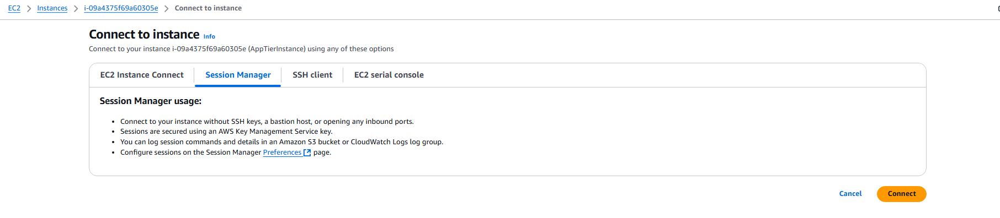 EC2 > Instances > i-09a4375f69a60305e > Connect to instance
Connect to instance Info
Connect to your instance i-09a4375f69a60305e (AppTierInstance) using any of these options
EC2 Instance Connect Session Manager SSH client EC2 serial console
Session Manager usage:
• Connect to your instance without SSH keys, a bastion host, or opening any inbound ports.
• Sessions are secured using an AWS Key Management Service key.
• You can log session commands and details in an Amazon S3 bucket or CloudWatch Logs log group.
• Configure sessions on the Session Manager Preferences page.
Cancel Connect